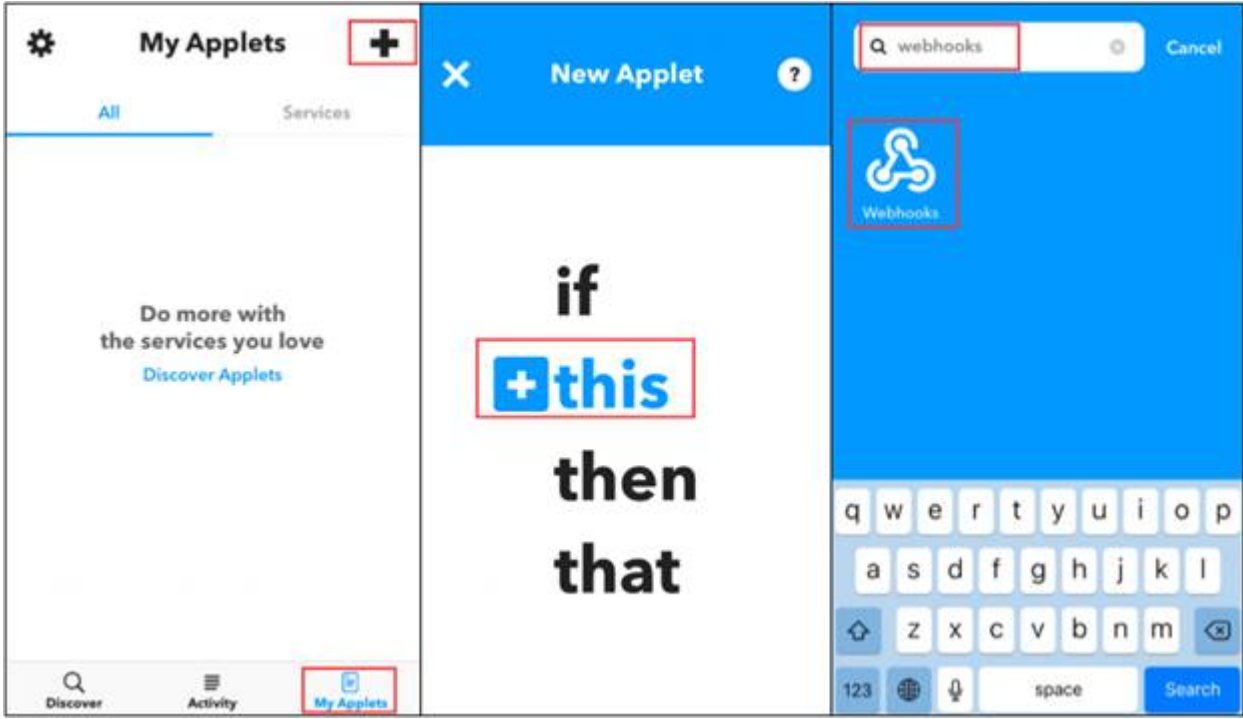 My Applets
All Services
Do more with
the services you love
Discover Applets
Discover Activity My Applets
New Applet ?
if
+this
then
that
webhooks Cancel
Webhooks
q w e r t y u i o p
a s d f g h j k l
z x c v b n m
123 space Search